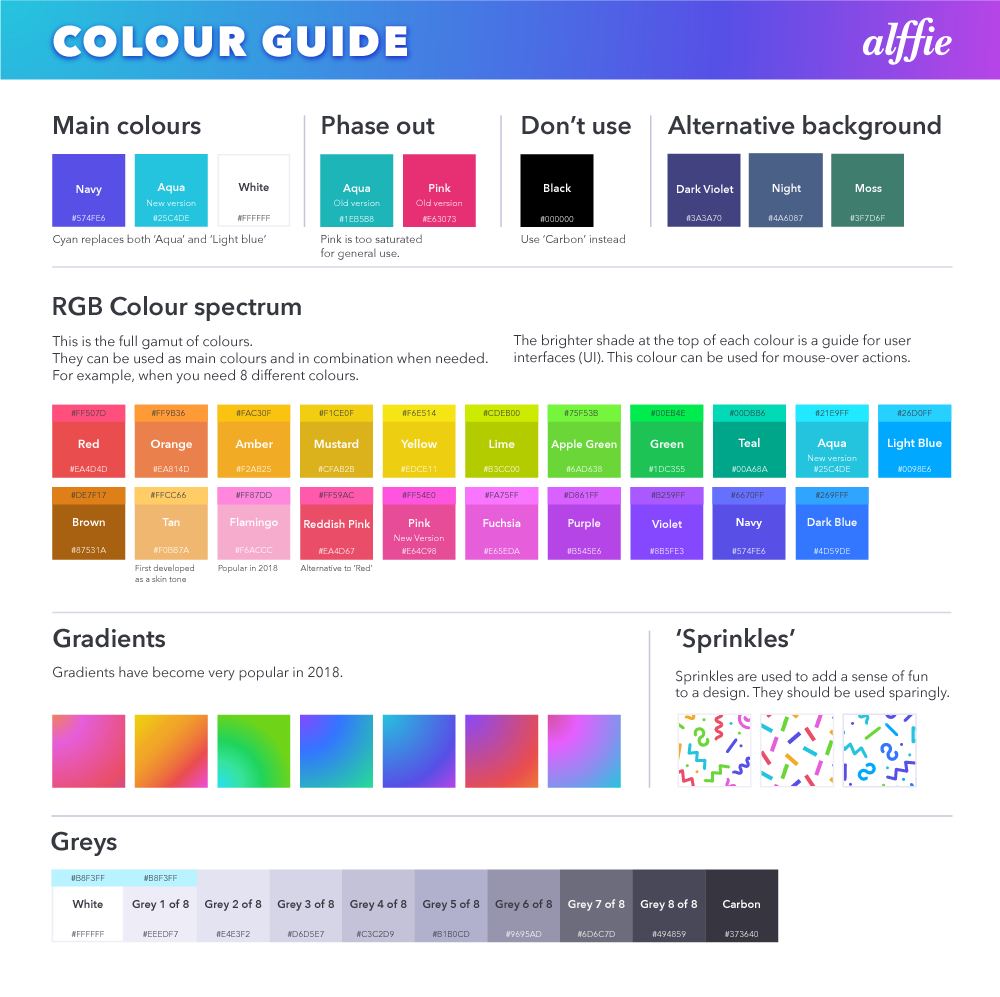 COLOUR GUIDE
alffie
Main colours
Navy
#574FE6
Aqua
New version
#25C4DE
White
#FFFFFF
Cyan replaces both ‘Aqua’ and ‘Light blue’
Phase out
Aqua
Old version
#1EB5B8
Pink
Old version
#E63073
Pink is too saturated
for general use.
Don’t use
Black
#000000
Use ‘Carbon’ instead
Alternative background
Dark Violet
#3A3A70
Night
#4A6087
Moss
#3F7D6F
RGB Colour spectrum
This is the full gamut of colours.
They can be used as main colours and in combination when needed.
For example, when you need 8 different colours.
The brighter shade at the top of each colour is a guide for user
interfaces (UI). This colour can be used for mouse-over actions.
#FF507D
Red
#EA4D4D
#FF9B36
Orange
#EA814D
#FAC30F
Amber
#F2AB25
#F1CE0F
Mustard
#CFAB2B
#F6E514
Yellow
#EDCE11
#CDEB00
Lime
#B3CC00
#75F53B
Apple Green
#6AD638
#00EB4E
Green
#1DC355
#00DBB6
Teal
#00A68A
#21E9FF
Aqua
New version
#25C4DE
#26D0FF
Light Blue
#0098E6
#DE7F17
Brown
#87531A
#FFCC66
Tan
#F0B87A
First developed
as a skin tone
#FF87DD
Flamingo
#F6ACCC
Popular in 2018
#FF59AC
Reddish Pink
#EA4D67
Alternative to ‘Red’
#FF54E0
Pink
New Version
#E64C98
#FA75FF
Fuchsia
#E65EDA
#D861FF
Purple
#B545E6
#B259FF
Violet
#8B5FE3
#6670FF
Navy
#574FE6
#269FFF
Dark Blue
#4D59DE
Gradients
Gradients have become very popular in 2018.
‘Sprinkles’
Sprinkles are used to add a sense of fun
to a design. They should be used sparingly.
Greys
#B8F3FF
White
#FFFFFF
#B8F3FF
Grey 1 of 8
#EEEDF7
Grey 2 of 8
#E4E3F2
Grey 3 of 8
#D6D5E7
Grey 4 of 8
#C3C2D9
Grey 5 of 8
#B1B0CD
Grey 6 of 8
#9695AD
Grey 7 of 8
#6D6C7D
Grey 8 of 8
#494859
Carbon
#373640